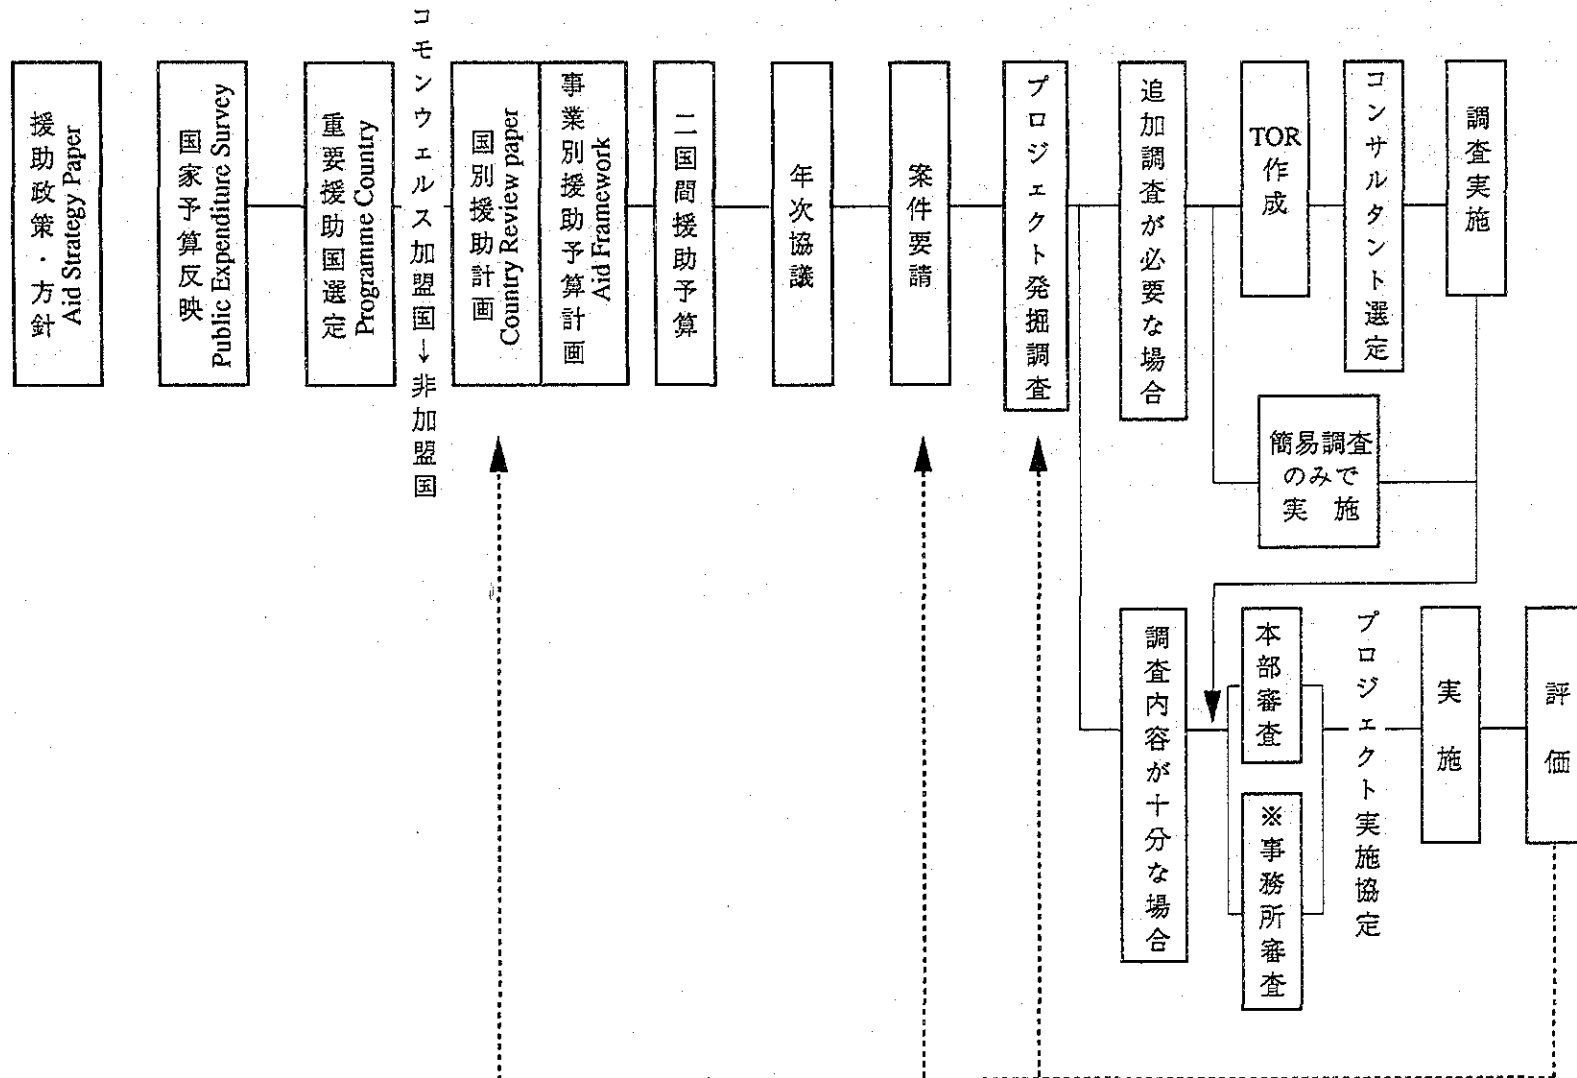 援助政策・方針
Aid Strategy Paper
国家予算反映
Public Expenditure Survey
重要援助国選定
Programme Country
コモンウェルス加盟国→非加盟国
国別援助計画
Country Review paper
事業別援助予算計画
Aid Framework
二国間援助予算
年次協議
案件要請
プロジェクト発掘調査
追加調査が必要な場合
TOR
作成
コンサルタント選定
調査実施
簡易調査
のみで
実 施
調査内容が十分な場合
本部審査
※事務所審査
プロジェクト実施協定
実 施
評 価